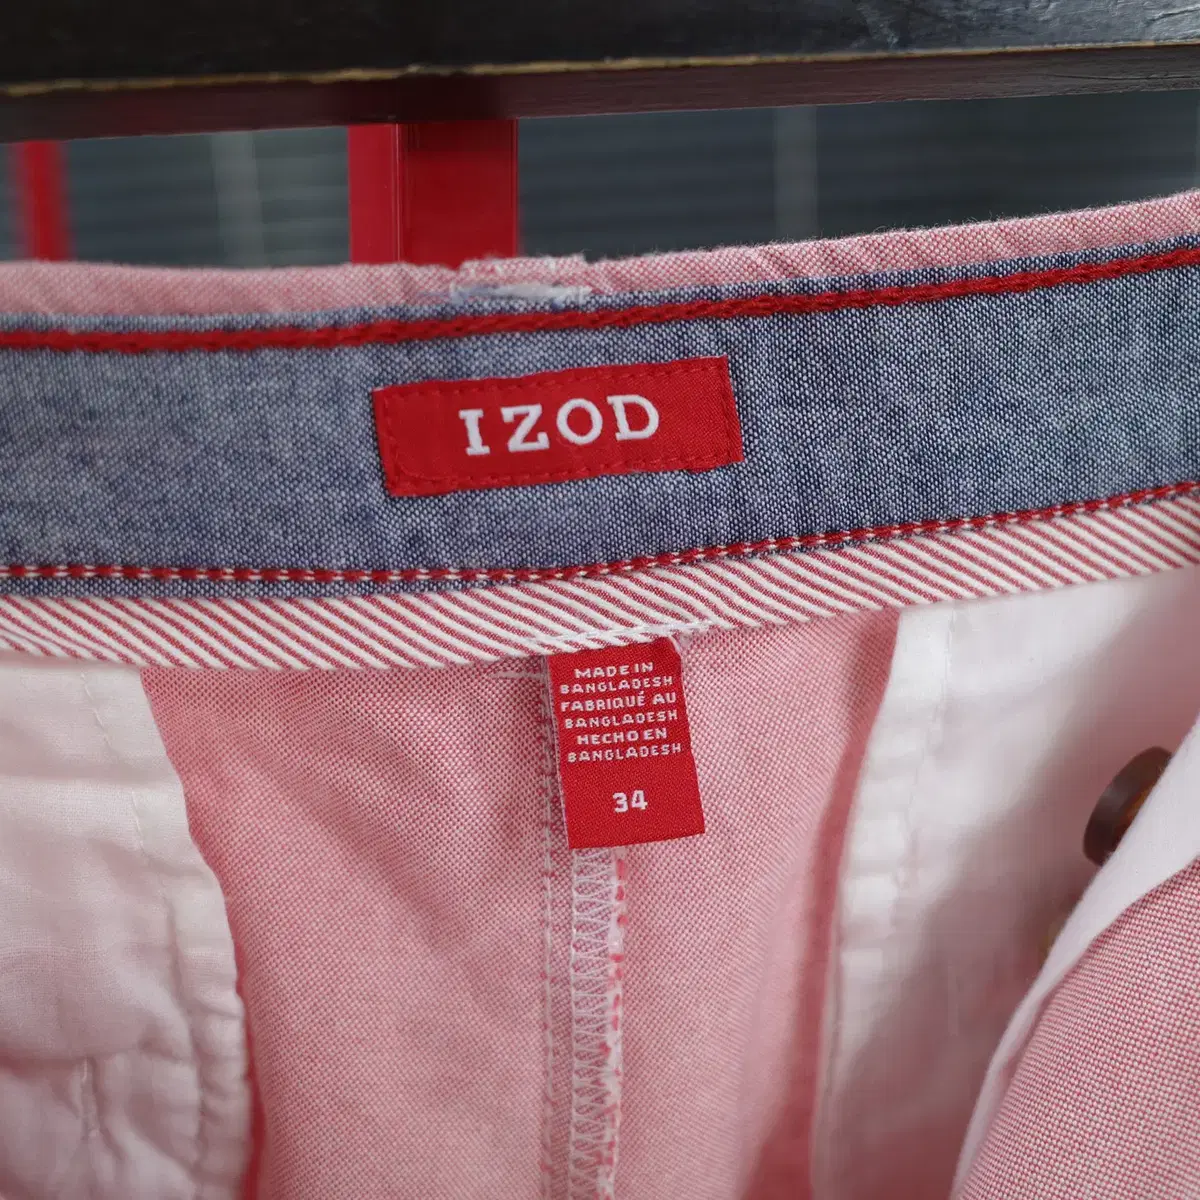 IZOD
MADE IN
BANGLADESH
FABRIQUÉ AU
BANGLADESH
HECHO EN
BANGLADESH
34